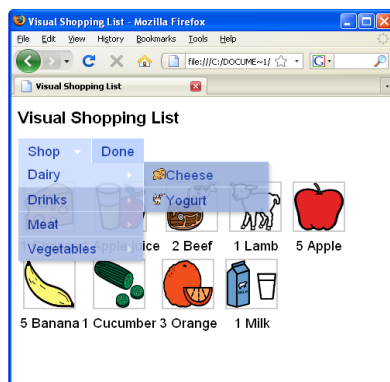 Visual Shopping List - Mozilla Firefox
File Edit View History Bookmarks Tools Help
file:///C:/DOCUME~1/ G
Visual Shopping List
Visual Shopping List
Shop Done
Dairy Cheese
Drinks Yogurt
Meat
Apple juice 2 Beef 1 Lamb 5 Apple
Vegetables
5 Banana 1 Cucumber 3 Orange 1 Milk